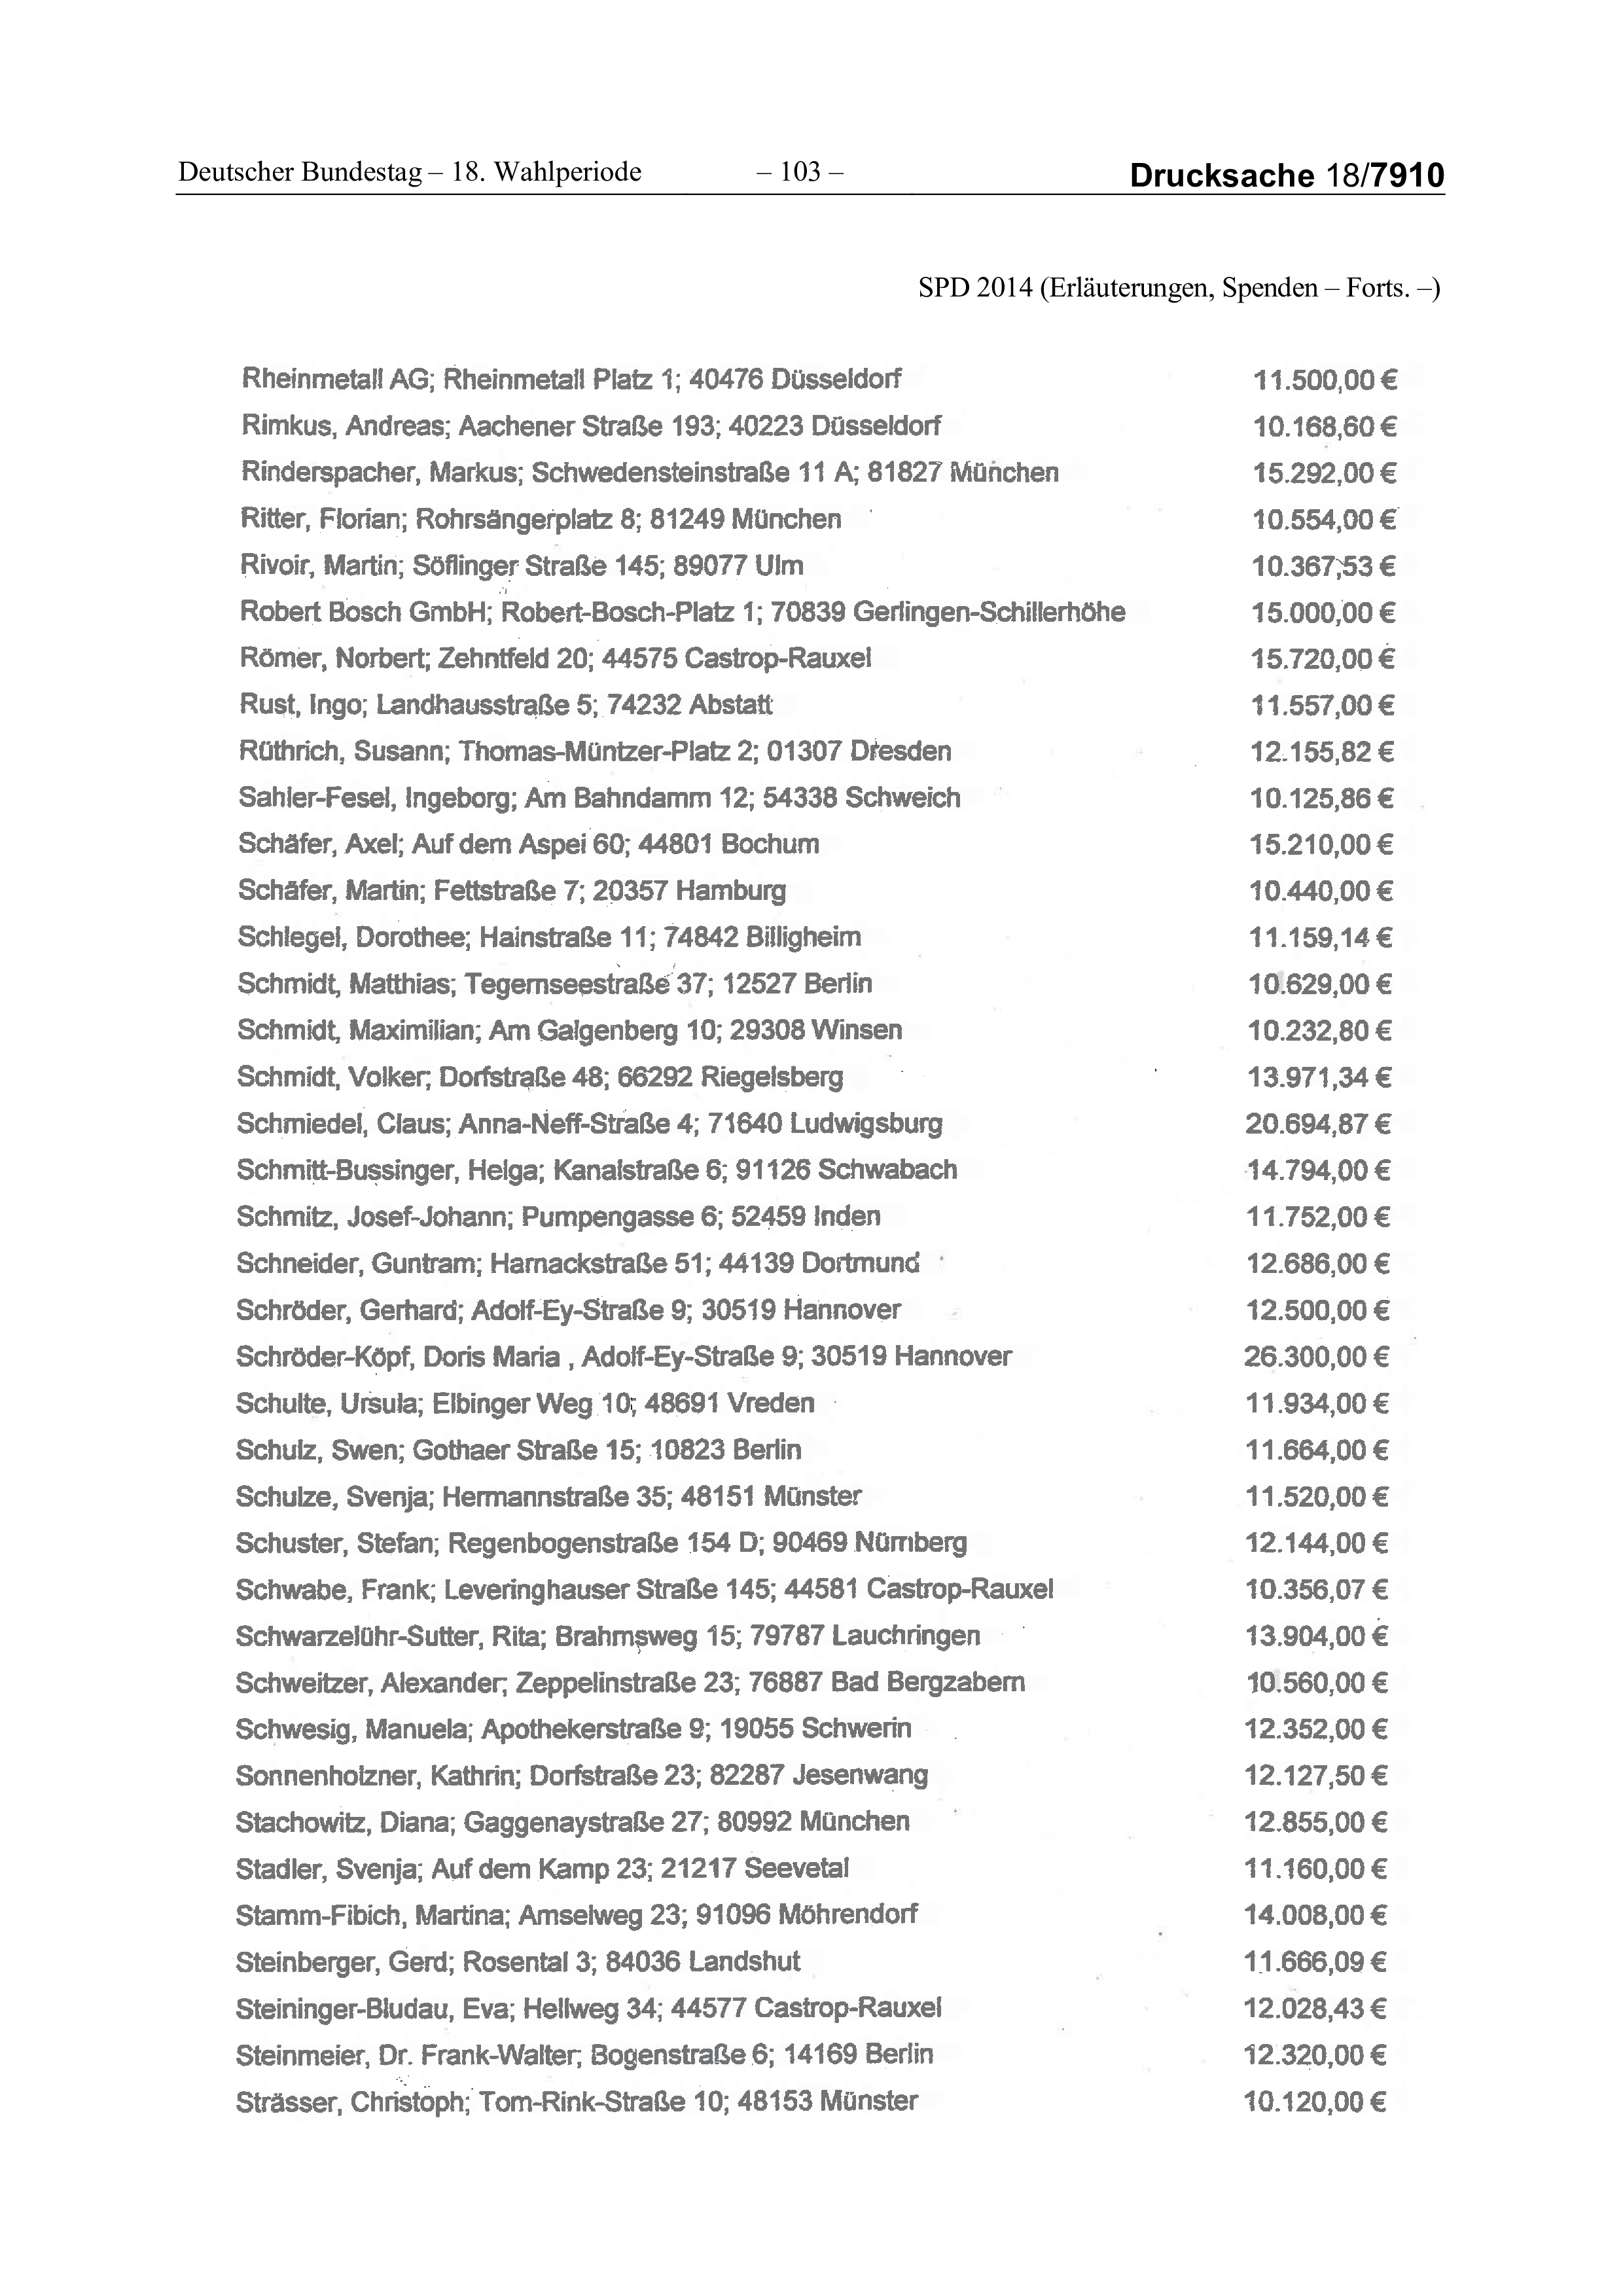 Deutscher Bundestag – 18. Wahlperiode – 103 – Drucksache 18/7910
SPD 2014 (Erläuterungen, Spenden – Forts. –)
Rheinmetall AG; Rheinmetall Platz 1; 40476 Düsseldorf 11.500,00 €
Rimkus, Andreas; Aachener Straße 193; 40223 Düsseldorf 10.168,60 €
Rinderspacher, Markus; Schwedensteinstraße 11 A; 81827 München 15.292,00 €
Ritter, Florian; Rohrsängerplatz 8; 81249 München 10.554,00 €
Rivoir, Martin; Söflinger Straße 145; 89077 Ulm 10.367,53 €
Robert Bosch GmbH; Robert-Bosch-Platz 1; 70839 Gerlingen-Schillerhöhe 15.000,00 €
Römer, Norbert; Zehntfeld 20; 44575 Castrop-Rauxel 15.720,00 €
Rust, Ingo; Landhausstraße 5; 74232 Abstatt 11.557,00 €
Rüthrich, Susann; Thomas-Müntzer-Platz 2; 01307 Dresden 12.155,82 €
Sahler-Fesel, Ingeborg; Am Bahndamm 12; 54338 Schweich 10.125,86 €
Schäfer, Axel; Auf dem Aspei 60; 44801 Bochum 15.210,00 €
Schäfer, Martin; Fettstraße 7; 20357 Hamburg 10.440,00 €
Schlegel, Dorothee; Hainstraße 11; 74842 Billigheim 11.159,14 €
Schmidt, Matthias; Tegernseestraße 37; 12527 Berlin 10.629,00 €
Schmidt, Maximilian; Am Galgenberg 10; 29308 Winsen 10.232,80 €
Schmidt, Volker; Dorfstraße 48; 66292 Riegelsberg 13.971,34 €
Schmiedel, Claus; Anna-Neff-Straße 4; 71640 Ludwigsburg 20.694,87 €
Schmitt-Bussinger, Helga; Kanalstraße 6; 91126 Schwabach 14.794,00 €
Schmitz, Josef-Johann; Pumpengasse 6; 52459 Inden 11.752,00 €
Schneider, Guntram; Harnackstraße 51; 44139 Dortmund 12.686,00 €
Schröder, Gerhard; Adolf-Ey-Straße 9; 30519 Hannover 12.500,00 €
Schröder-Köpf, Doris Maria , Adolf-Ey-Straße 9; 30519 Hannover 26.300,00 €
Schulte, Ursula; Elbinger Weg 10; 48691 Vreden 11.934,00 €
Schulz, Swen; Gothaer Straße 15; 10823 Berlin 11.664,00 €
Schulze, Svenja; Hermannstraße 35; 48151 Münster 11.520,00 €
Schuster, Stefan; Regenbogenstraße 154 D; 90469 Nürnberg 12.144,00 €
Schwabe, Frank; Leveringhauser Straße 145; 44581 Castrop-Rauxel 10.356,07 €
Schwarzelühr-Sutter, Rita; Brahmsweg 15; 79787 Lauchringen 13.904,00 €
Schweitzer, Alexander; Zeppelinstraße 23; 76887 Bad Bergzabern 10.560,00 €
Schwesig, Manuela; Apothekerstraße 9; 19055 Schwerin 12.352,00 €
Sonnenholzner, Kathrin; Dorfstraße 23; 82287 Jesenwang 12.127,50 €
Stachowitz, Diana; Gaggenaystraße 27; 80992 München 12.855,00 €
Stadler, Svenja; Auf dem Kamp 23; 21217 Seevetal 11.160,00 €
Stamm-Fibich, Martina; Amselweg 23; 91096 Möhrendorf 14.008,00 €
Steinberger, Gerd; Rosental 3; 84036 Landshut 11.666,09 €
Steininger-Bludau, Eva; Hellweg 34; 44577 Castrop-Rauxel 12.028,43 €
Steinmeier, Dr. Frank-Walter; Bogenstraße 6; 14169 Berlin 12.320,00 €
Strässer, Christoph; Tom-Rink-Straße 10; 48153 Münster 10.120,00 €